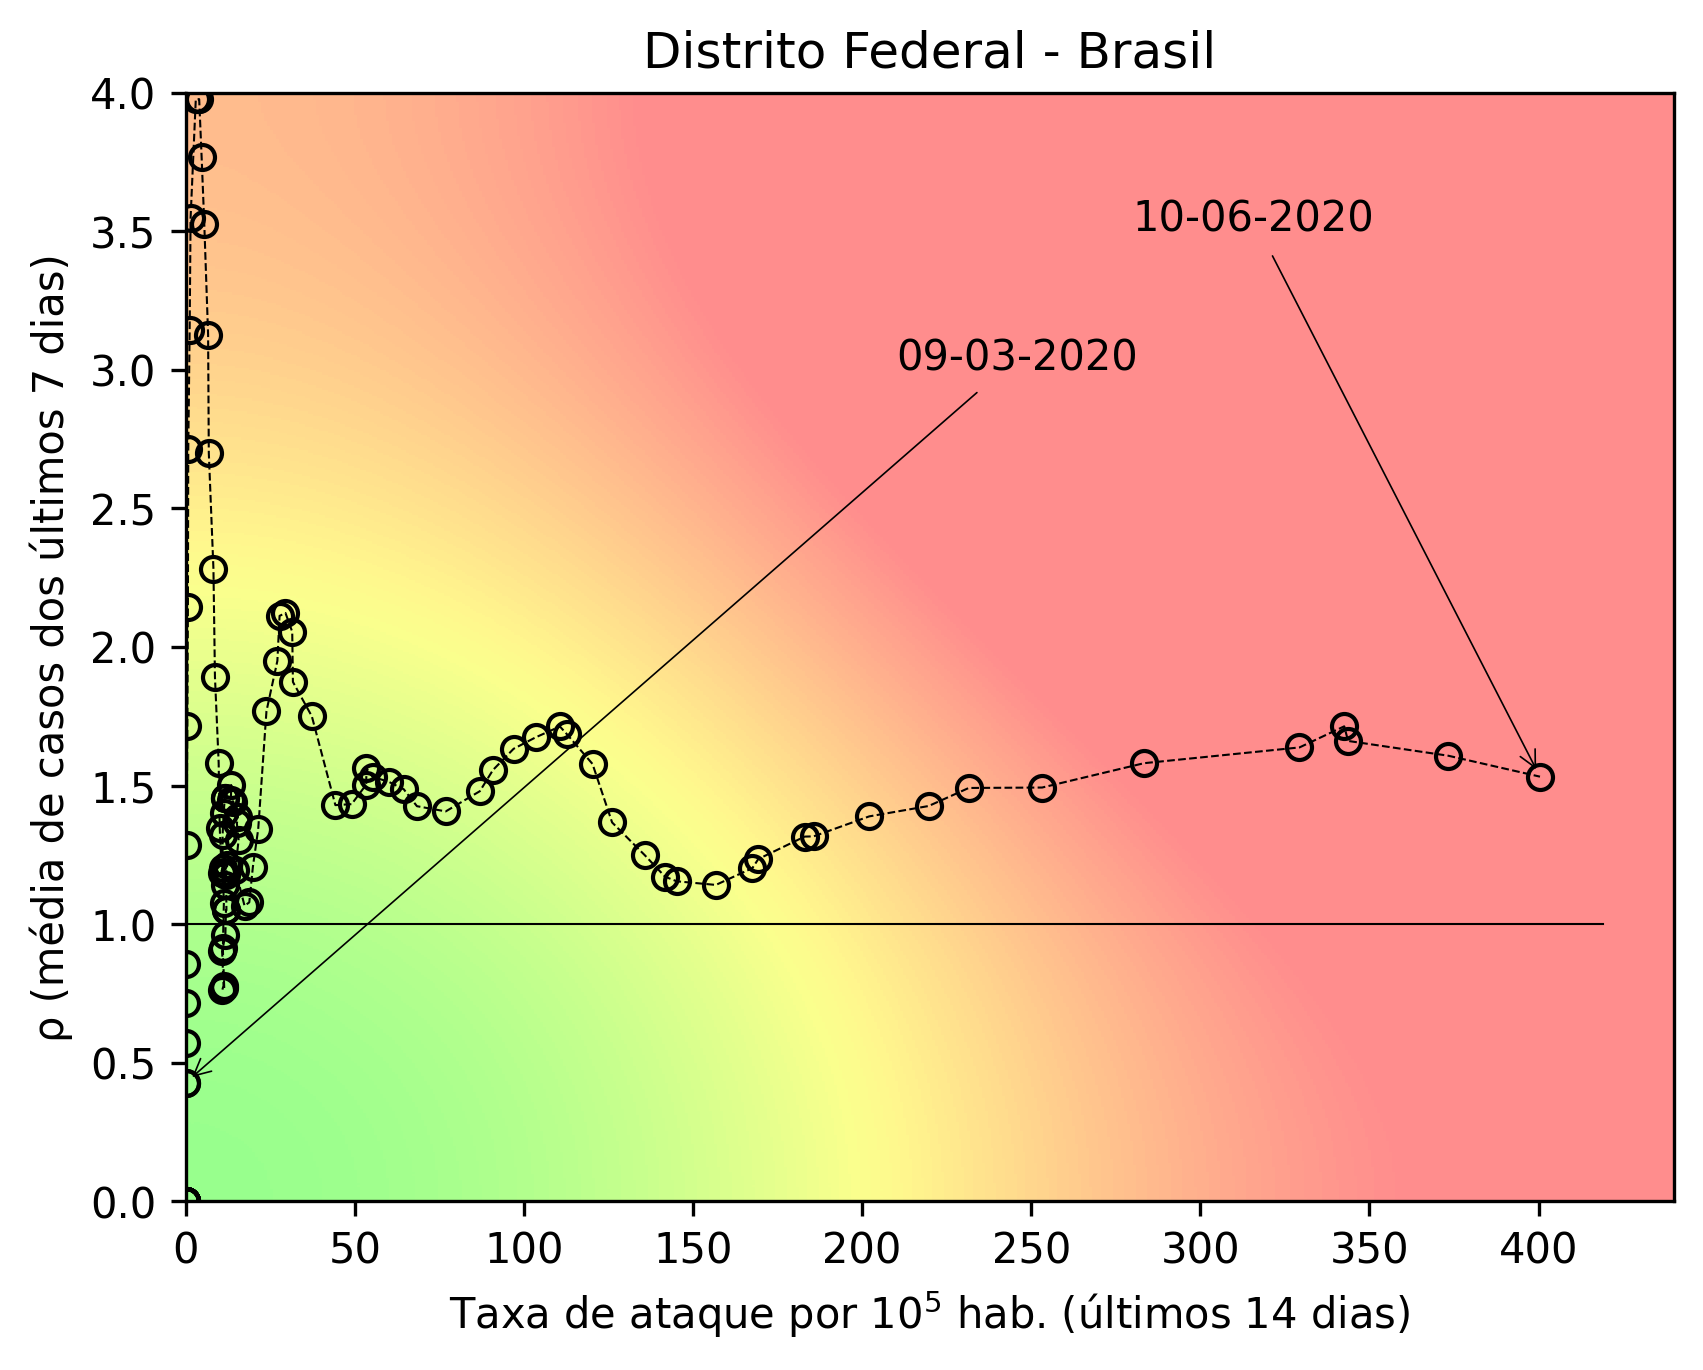 Distrito Federal - Brasil
ρ (média de casos dos últimos 7 dias)
4.0
3.5
3.0
2.5
2.0
1.5
1.0
0.5
0.0
10-06-2020
09-03-2020
0 50 100 150 200 250 300 350 400
Taxa de ataque por 10⁵ hab. (últimos 14 dias)